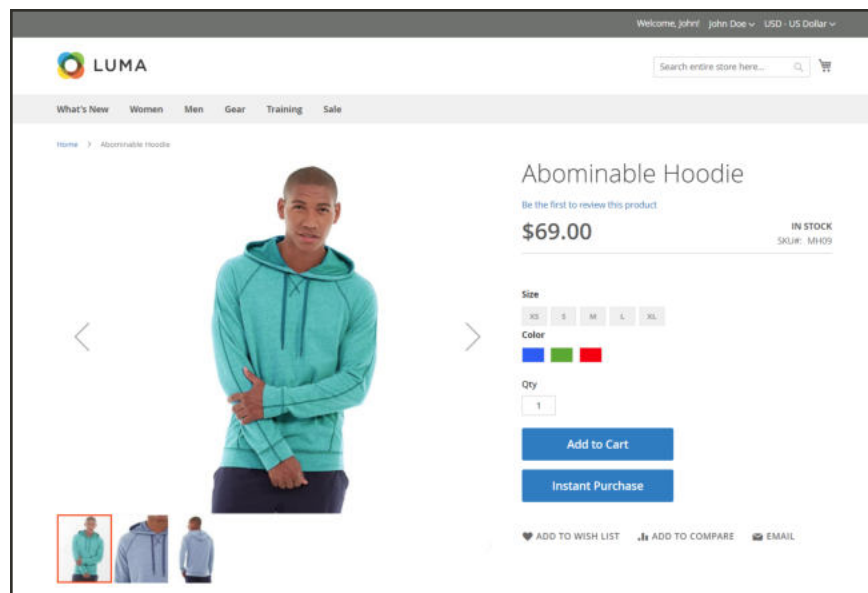 Welcome, John! John Doe USD - US Dollar
LUMA
Search entire store here...
What's New Women Men Gear Training Sale
Home > Abominable Hoodie
Abominable Hoodie
Be the first to review this product
$69.00
IN STOCK
SKU#: MH09
Size
XS S M L XL
Color
Qty
1
Add to Cart
Instant Purchase
ADD TO WISH LIST ADD TO COMPARE EMAIL